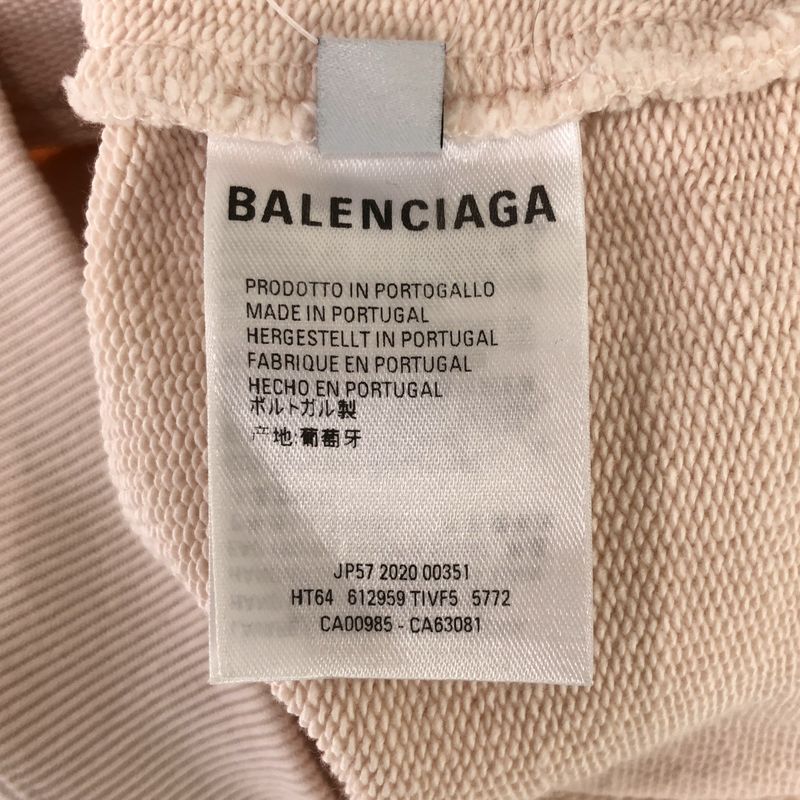 BALENCIAGA
PRODOTTO IN PORTOGALLO
MADE IN PORTUGAL
HERGESTELLT IN PORTUGAL
FABRIQUE EN PORTUGAL
HECHO EN PORTUGAL
ポルトガル製
产地:葡萄牙
JP57 2020 00351
HT64 612959 TIVF5 5772
CA00985 - CA63081